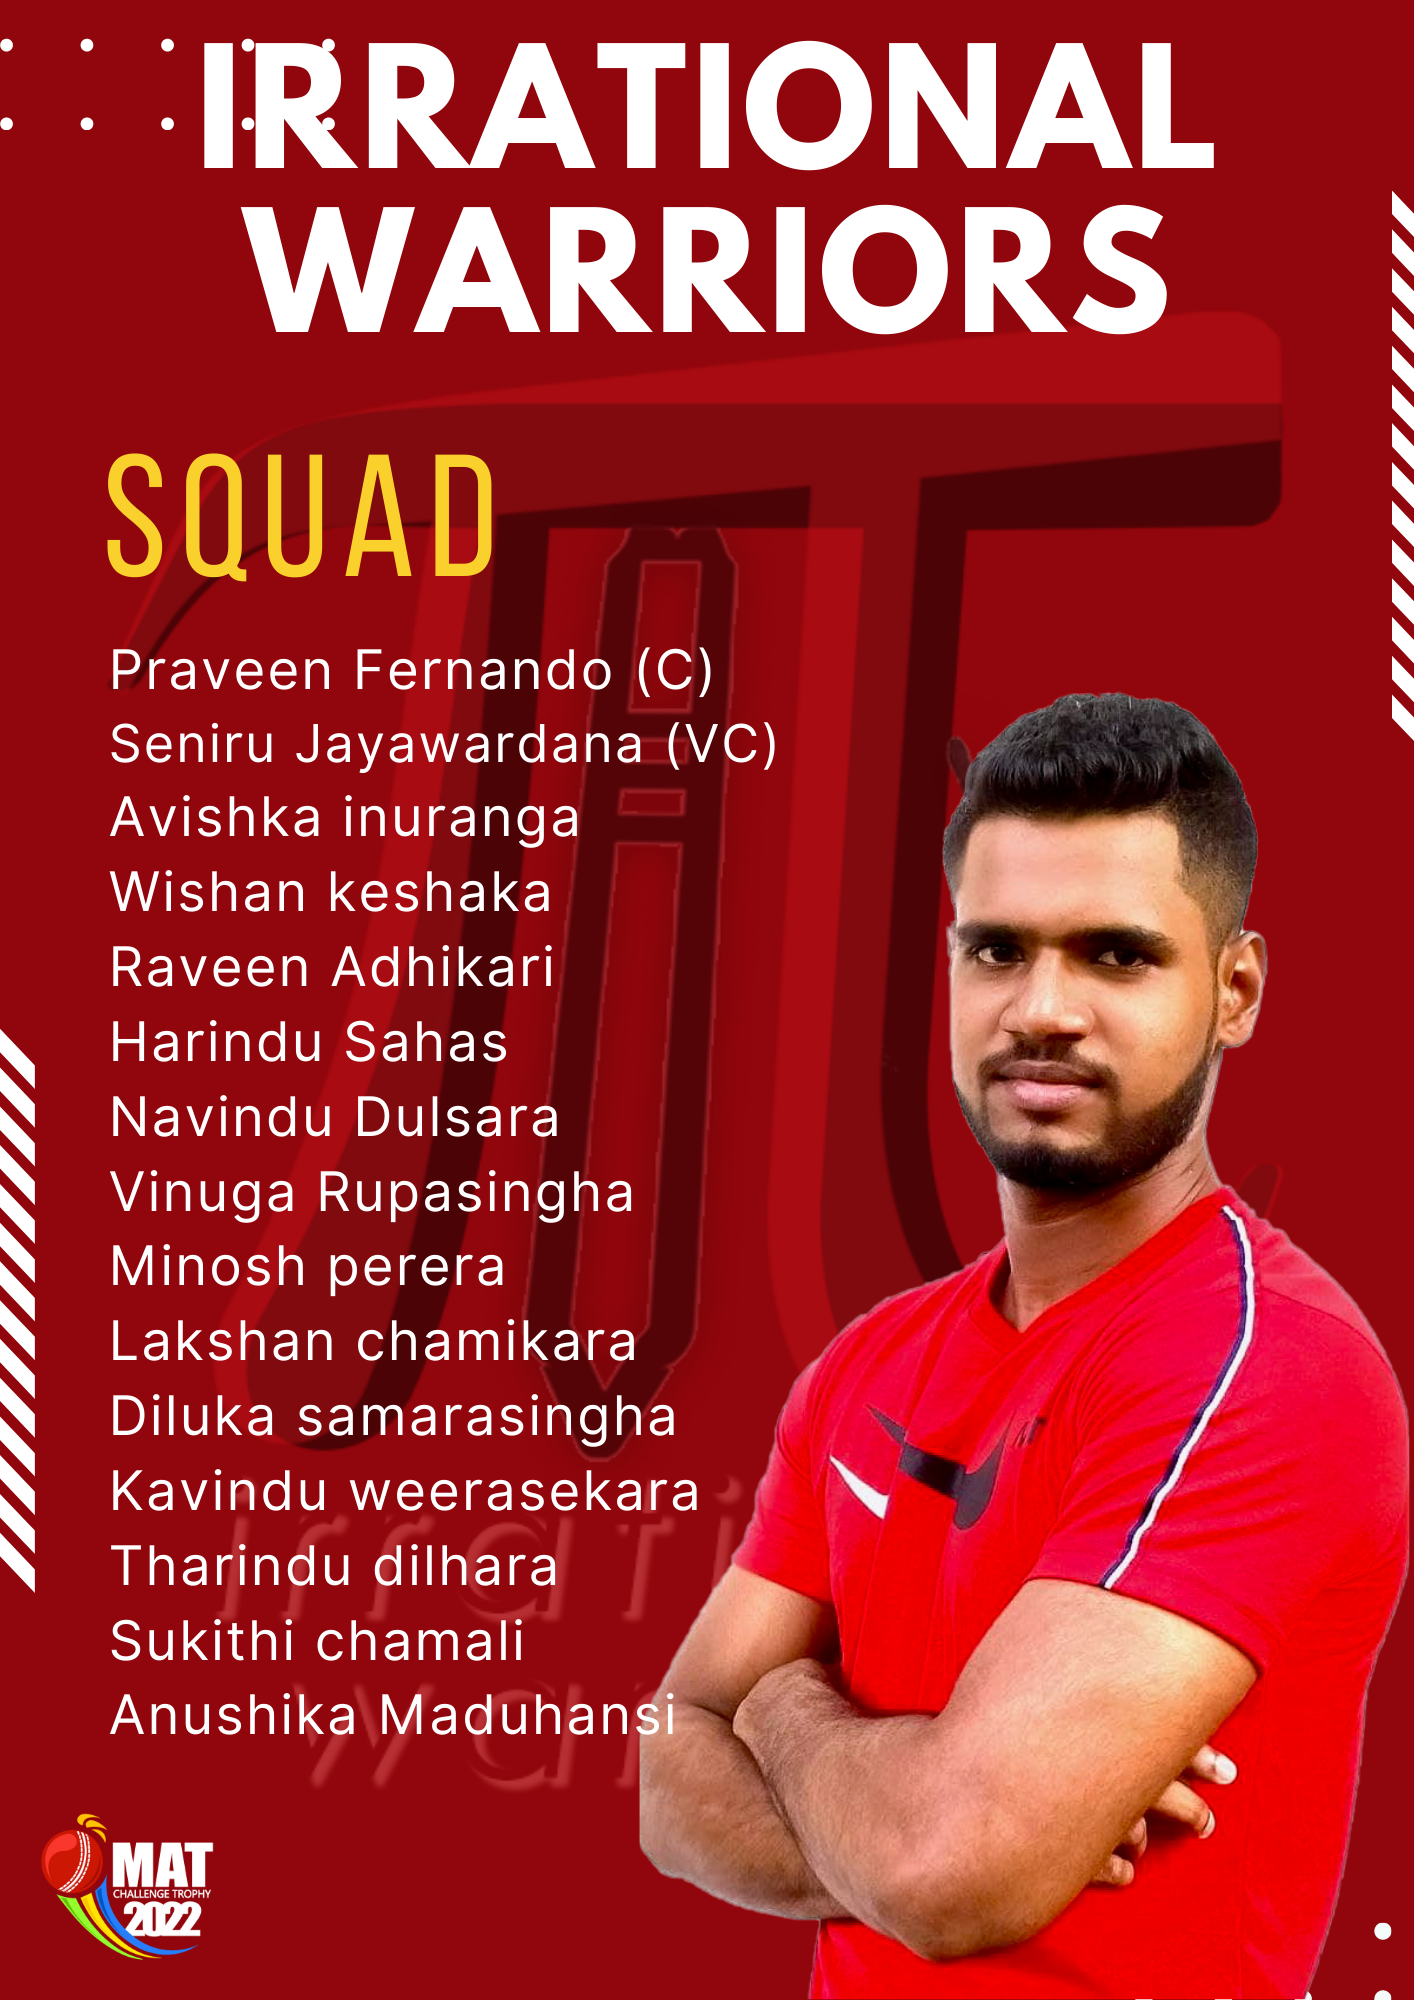 IRRATIONAL
WARRIORS
SQUAD
Praveen Fernando (C)
Seniru Jayawardana (VC)
Avishka inuranga
Wishan keshaka
Raveen Adhikari
Harindu Sahas
Navindu Dulsara
Vinuga Rupasingha
Minosh perera
Lakshan chamikara
Diluka samarasingha
Kavindu weerasekara
irrati
Tharindu dilhara
Sukithi chamali
Anushika Maduhansi
MAT
CHALLENGE TROPHY
2022